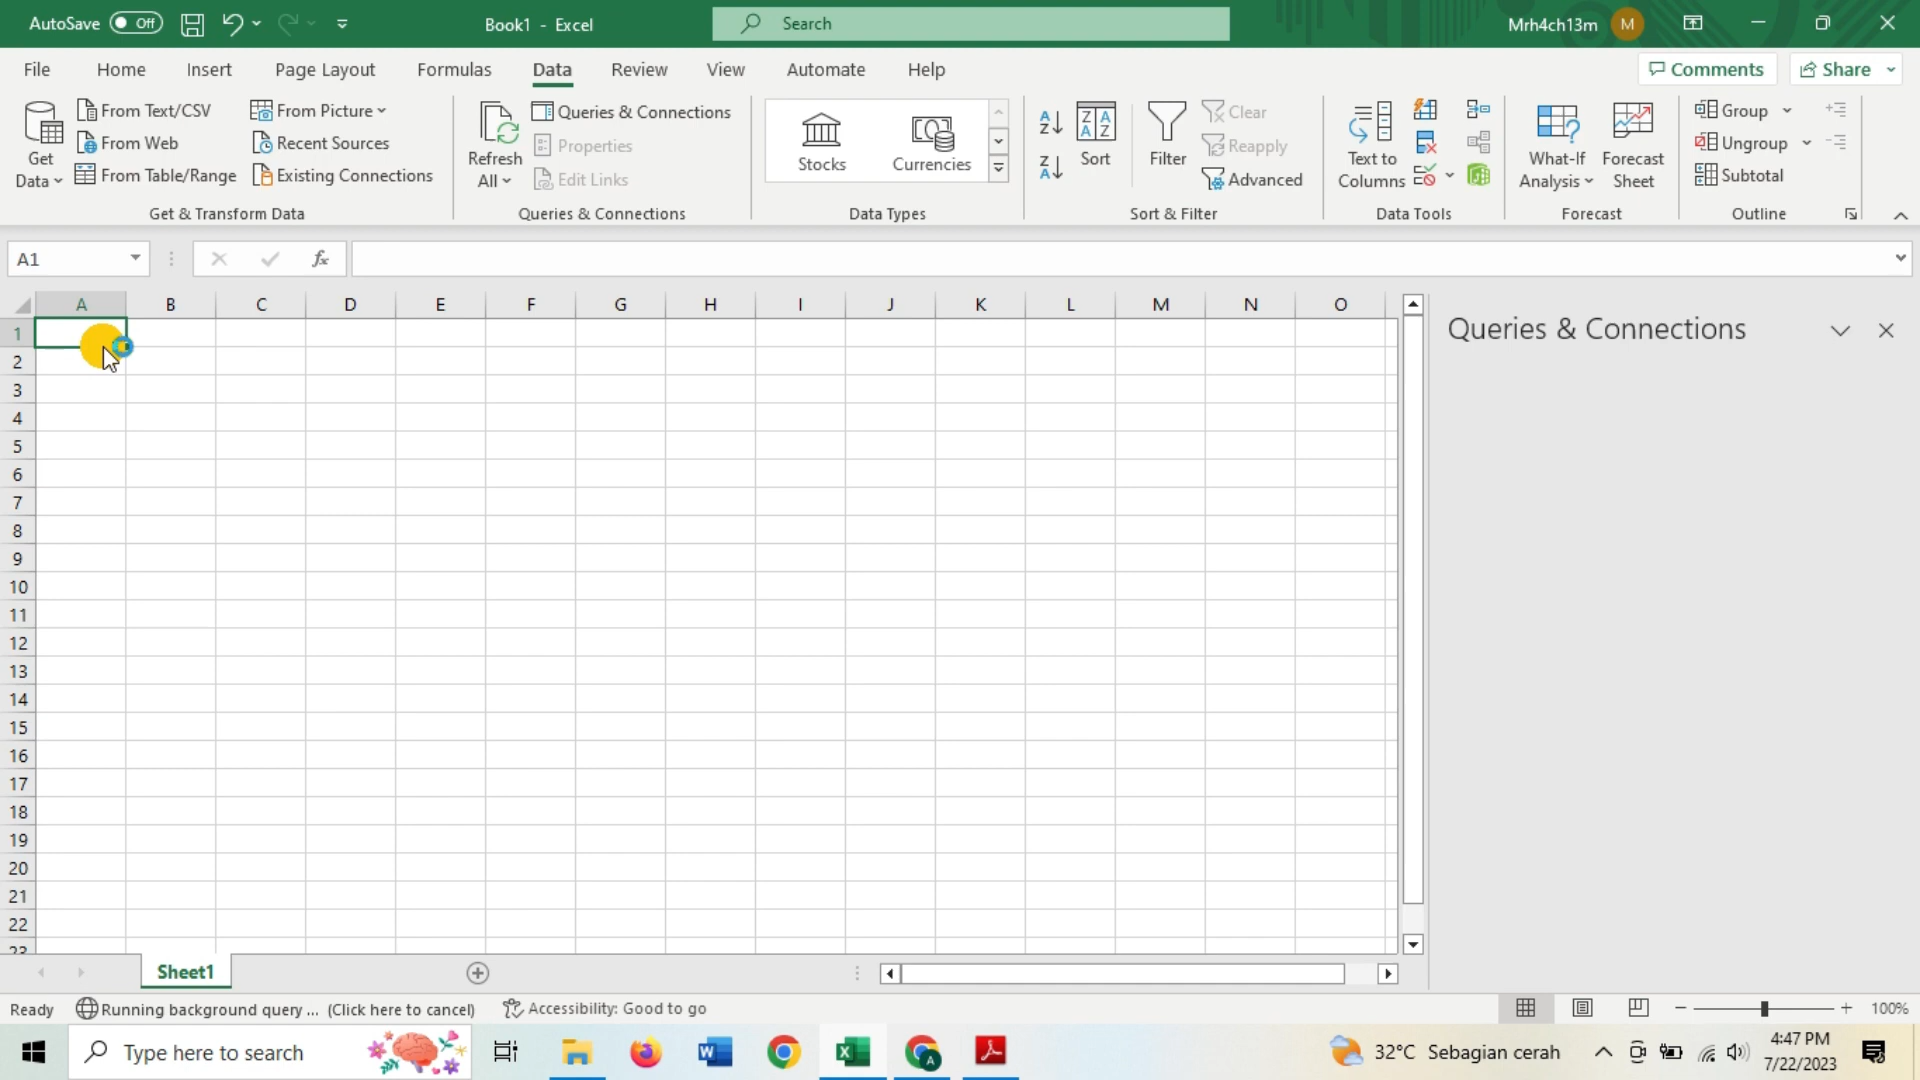 AutoSave Off Book1 - Excel Search Mrh4ch13m M
File Home Insert Page Layout Formulas Data Review View Automate Help Comments Share
Get Data
From Text/CSV
From Web
From Table/Range
From Picture
Recent Sources
Existing Connections
Get & Transform Data
Refresh All
Queries & Connections
Properties
Edit Links
Queries & Connections
Stocks Currencies
Data Types
Sort
Filter
Clear
Reapply
Advanced
Sort & Filter
Text to Columns
Data Tools
What-If Analysis
Forecast Sheet
Forecast
Group
Ungroup
Subtotal
Outline
A1 fx
A B C D E F G H I J K L M N O
Queries & Connections
1
2
3
4
5
6
7
8
9
10
11
12
13
14
15
16
17
18
19
20
21
22
23
Sheet1
Ready Running background query ... (Click here to cancel) Accessibility: Good to go 100%
Type here to search 32°C Sebagian cerah 4:47 PM
7/22/2023